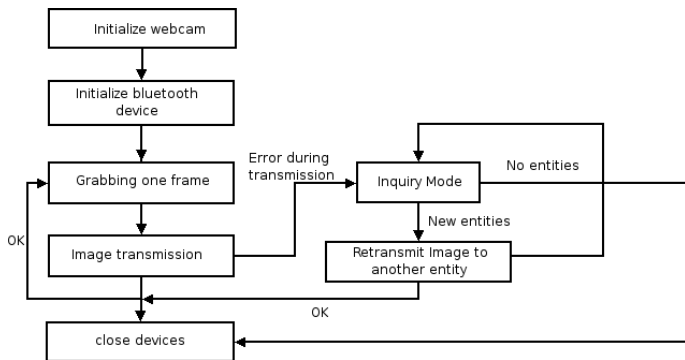 Initialize webcam
Initialize bluetooth
device
Grabbing one frame
Error during
transmission
Inquiry Mode
No entities
New entities
OK
Image transmission
Retransmit Image to
another entity
OK
close devices